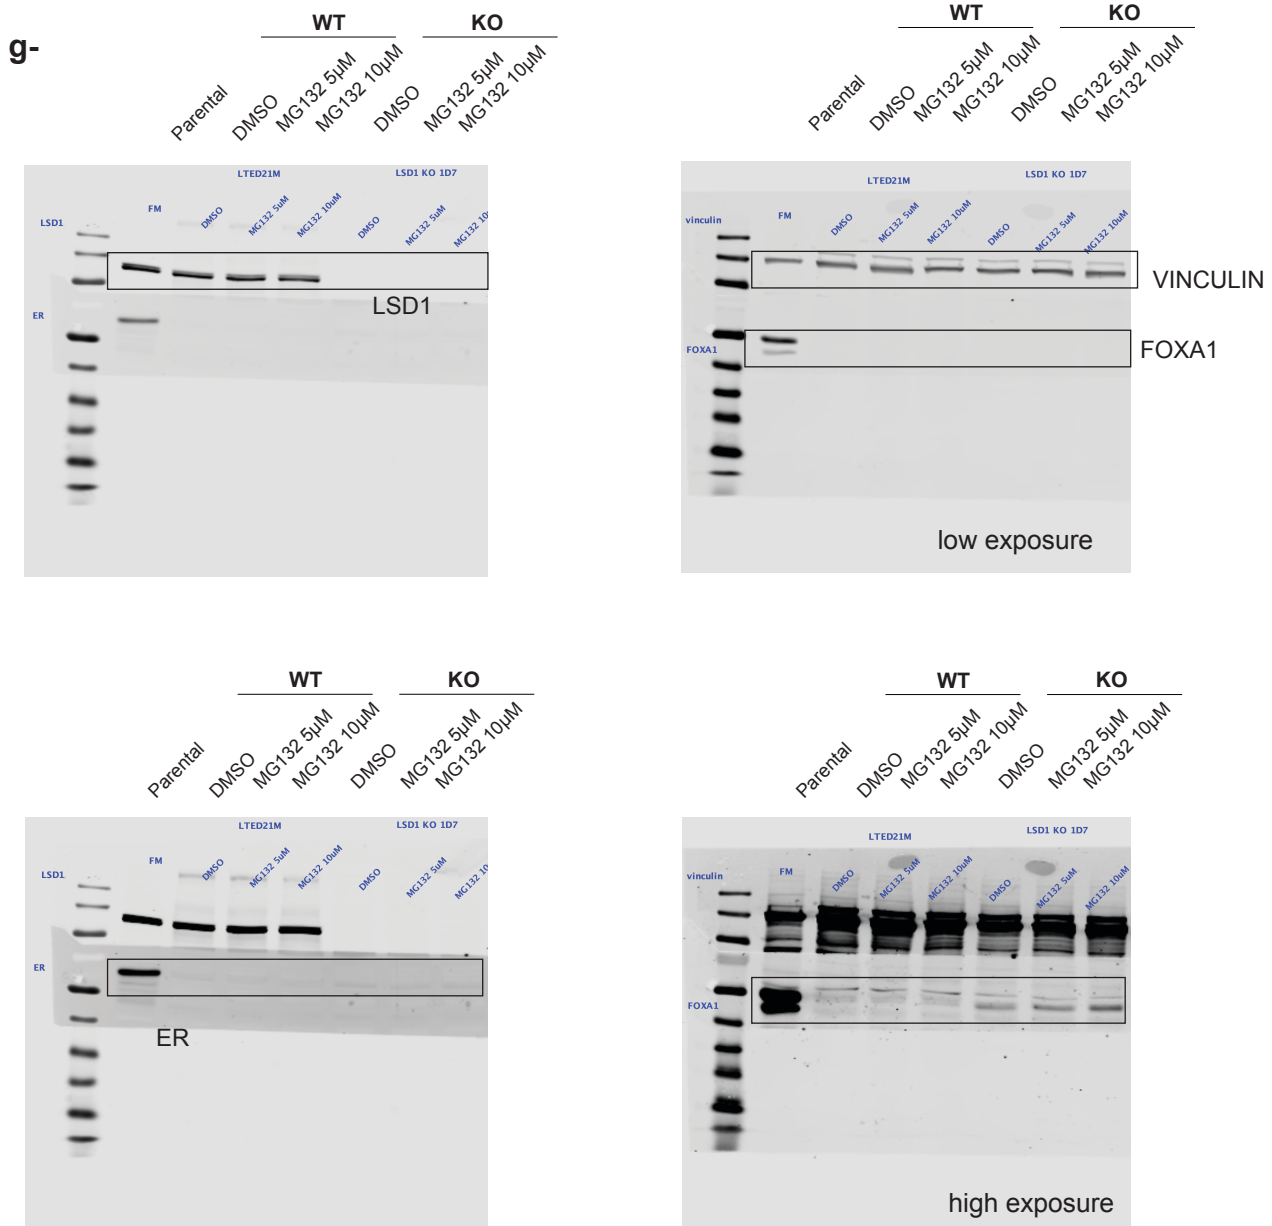 g-
WT
KO
Parental
DMSO
MG132 5µM
MG132 10µM
DMSO
MG132 5µM
MG132 10µM
LTED21M
LSD1 KO 1D7
LSD1
FM
DMSO
MG132 5uM
MG132 10uM
DMSO
MG132 5uM
MG132 10
LSD1
ER
WT
KO
Parental
DMSO
MG132 5µM
MG132 10µM
DMSO
MG132 5µM
MG132 10µM
LTED21M
LSD1 KO 1D7
vinculin
FM
DMSO
MG132 5uM
MG132 10uM
DMSO
MG132 5uM
MG132 10uM
VINCULIN
FOXA1
FOXA1
low exposure
WT
KO
Parental
DMSO
MG132 5µM
MG132 10µM
DMSO
MG132 5µM
MG132 10µM
LTED21M
LSD1 KO 1D7
LSD1
FM
DMSO
MG132 5uM
MG132 10uM
DMSO
MG132 5uM
MG132 10
ER
ER
WT
KO
Parental
DMSO
MG132 5µM
MG132 10µM
DMSO
MG132 5µM
MG132 10µM
LTED21M
LSD1 KO 1D7
vinculin
FM
DMSO
MG132 5uM
MG132 10uM
DMSO
MG132 5uM
MG132 10uM
FOXA1
high exposure